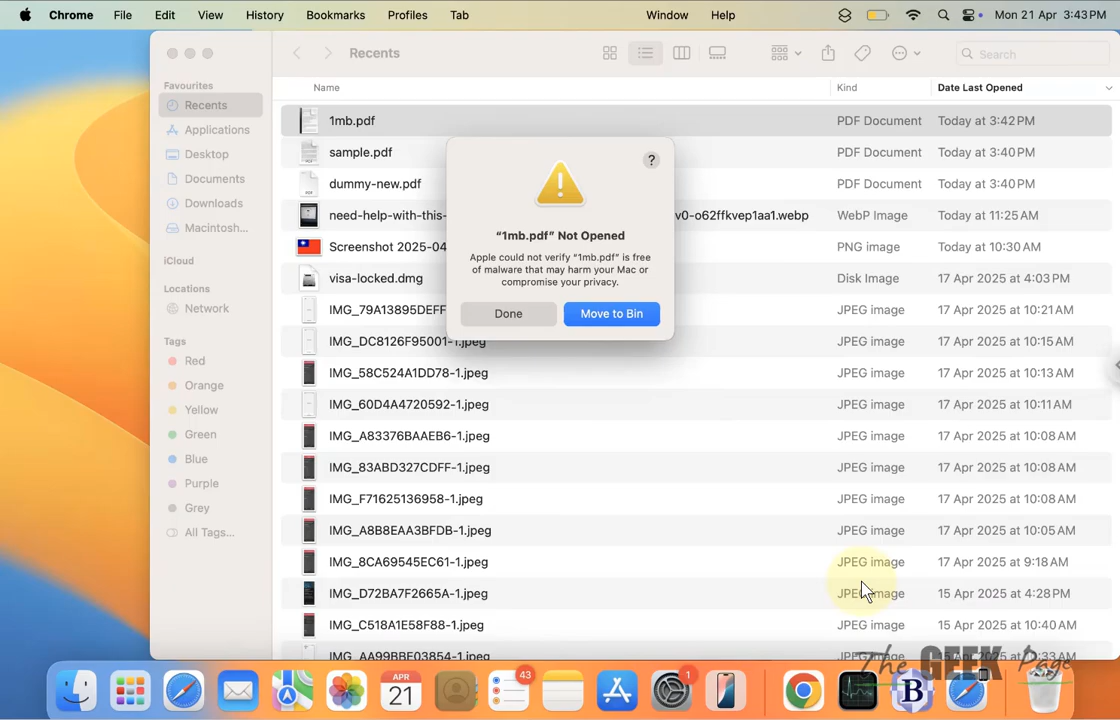 Chrome File Edit View History Bookmarks Profiles Tab Window Help Mon 21 Apr 3:43 PM
Recents Search
Favourites
Recents
Applications
Desktop
Documents
Downloads
Macintosh...
iCloud
Locations
Network
Tags
Red
Orange
Yellow
Green
Blue
Purple
Grey
All Tags...
Name Kind Date Last Opened
1mb.pdf PDF Document Today at 3:42 PM
sample.pdf PDF Document Today at 3:40 PM
dummy-new.pdf PDF Document Today at 3:40 PM
need-help-with-this- v0-o62ffkvep1aa1.webp WebP Image Today at 11:25 AM
Screenshot 2025-04 PNG image Today at 10:30 AM
visa-locked.dmg Disk Image 17 Apr 2025 at 4:03 PM
IMG_79A13895DEFF JPEG image 17 Apr 2025 at 10:21 AM
IMG_DC8126F95001-1.jpeg JPEG image 17 Apr 2025 at 10:15 AM
IMG_58C524A1DD78-1.jpeg JPEG image 17 Apr 2025 at 10:13 AM
IMG_60D4A4720592-1.jpeg JPEG image 17 Apr 2025 at 10:11 AM
IMG_A83376BAAEB6-1.jpeg JPEG image 17 Apr 2025 at 10:08 AM
IMG_83ABD327CDFF-1.jpeg JPEG image 17 Apr 2025 at 10:08 AM
IMG_F71625136958-1.jpeg JPEG image 17 Apr 2025 at 10:08 AM
IMG_A8B8EAA3BFDB-1.jpeg JPEG image 17 Apr 2025 at 10:05 AM
IMG_8CA69545EC61-1.jpeg JPEG image 17 Apr 2025 at 9:18 AM
IMG_D72BA7F2665A-1.jpeg JPEG image 15 Apr 2025 at 4:28 PM
IMG_C518A1E58F88-1.jpeg JPEG image 15 Apr 2025 at 10:40 AM
IMG_AA99BBF03854-1.jpeg
?
“1mb.pdf” Not Opened
Apple could not verify “1mb.pdf” is free
of malware that may harm your Mac or
compromise your privacy.
Done Move to Bin
The GEEK Page
APR
21
43
1
B